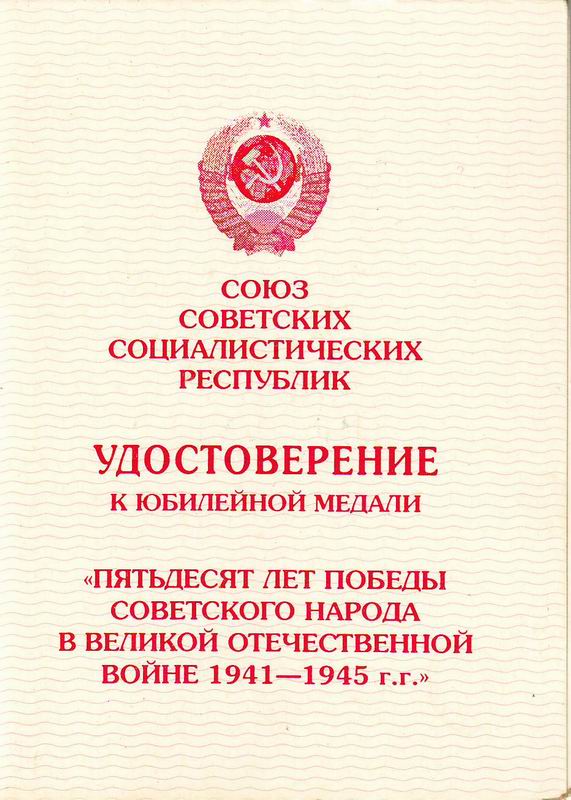 СОЮЗ
СОВЕТСКИХ
СОЦИАЛИСТИЧЕСКИХ
РЕСПУБЛИК
УДОСТОВЕРЕНИЕ
К ЮБИЛЕЙНОЙ МЕДАЛИ
«ПЯТЬДЕСЯТ ЛЕТ ПОБЕДЫ
СОВЕТСКОГО НАРОДА
В ВЕЛИКОЙ ОТЕЧЕСТВЕННОЙ
ВОЙНЕ 1941—1945 г.г.»